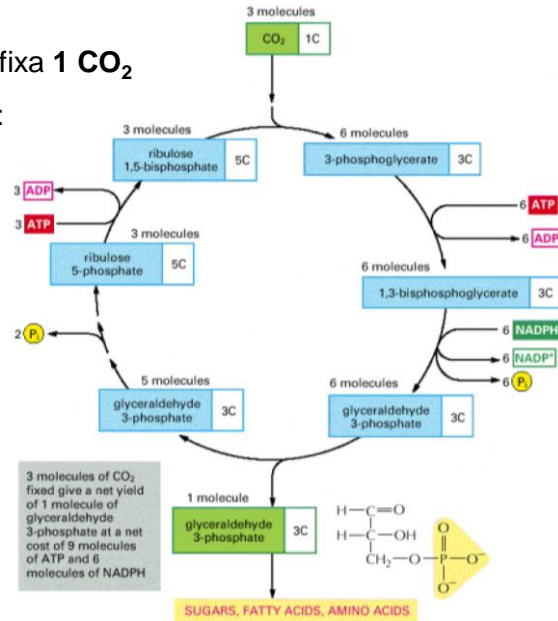 3 molecules
CO₂ 1C
fixa 1 CO₂
:
3 molecules
ribulose
1,5-bisphosphate
5C
6 molecules
3-phosphoglycerate
3C
3 ADP
3 ATP
6 ATP
6 ADP
3 molecules
ribulose
5-phosphate
5C
6 molecules
1,3-bisphosphoglycerate
3C
2 Pᵢ
6 NADPH
6 NADP⁺
6 Pᵢ
5 molecules
glyceraldehyde
3-phosphate
3C
6 molecules
glyceraldehyde
3-phosphate
3C
3 molecules of CO₂
fixed give a net yield
of 1 molecule of
glyceraldehyde
3-phosphate at a net
cost of 9 molecules
of ATP and 6
molecules of NADPH
1 molecule
glyceraldehyde
3-phosphate
3C
H—C=O
H—C—OH
CH₂—O—P—O⁻
O
O⁻
SUGARS, FATTY ACIDS, AMINO ACIDS